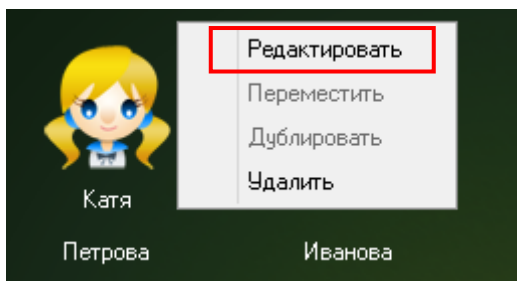 Редактировать
Переместить
Дублировать
Удалить
Катя
Петрова Иванова